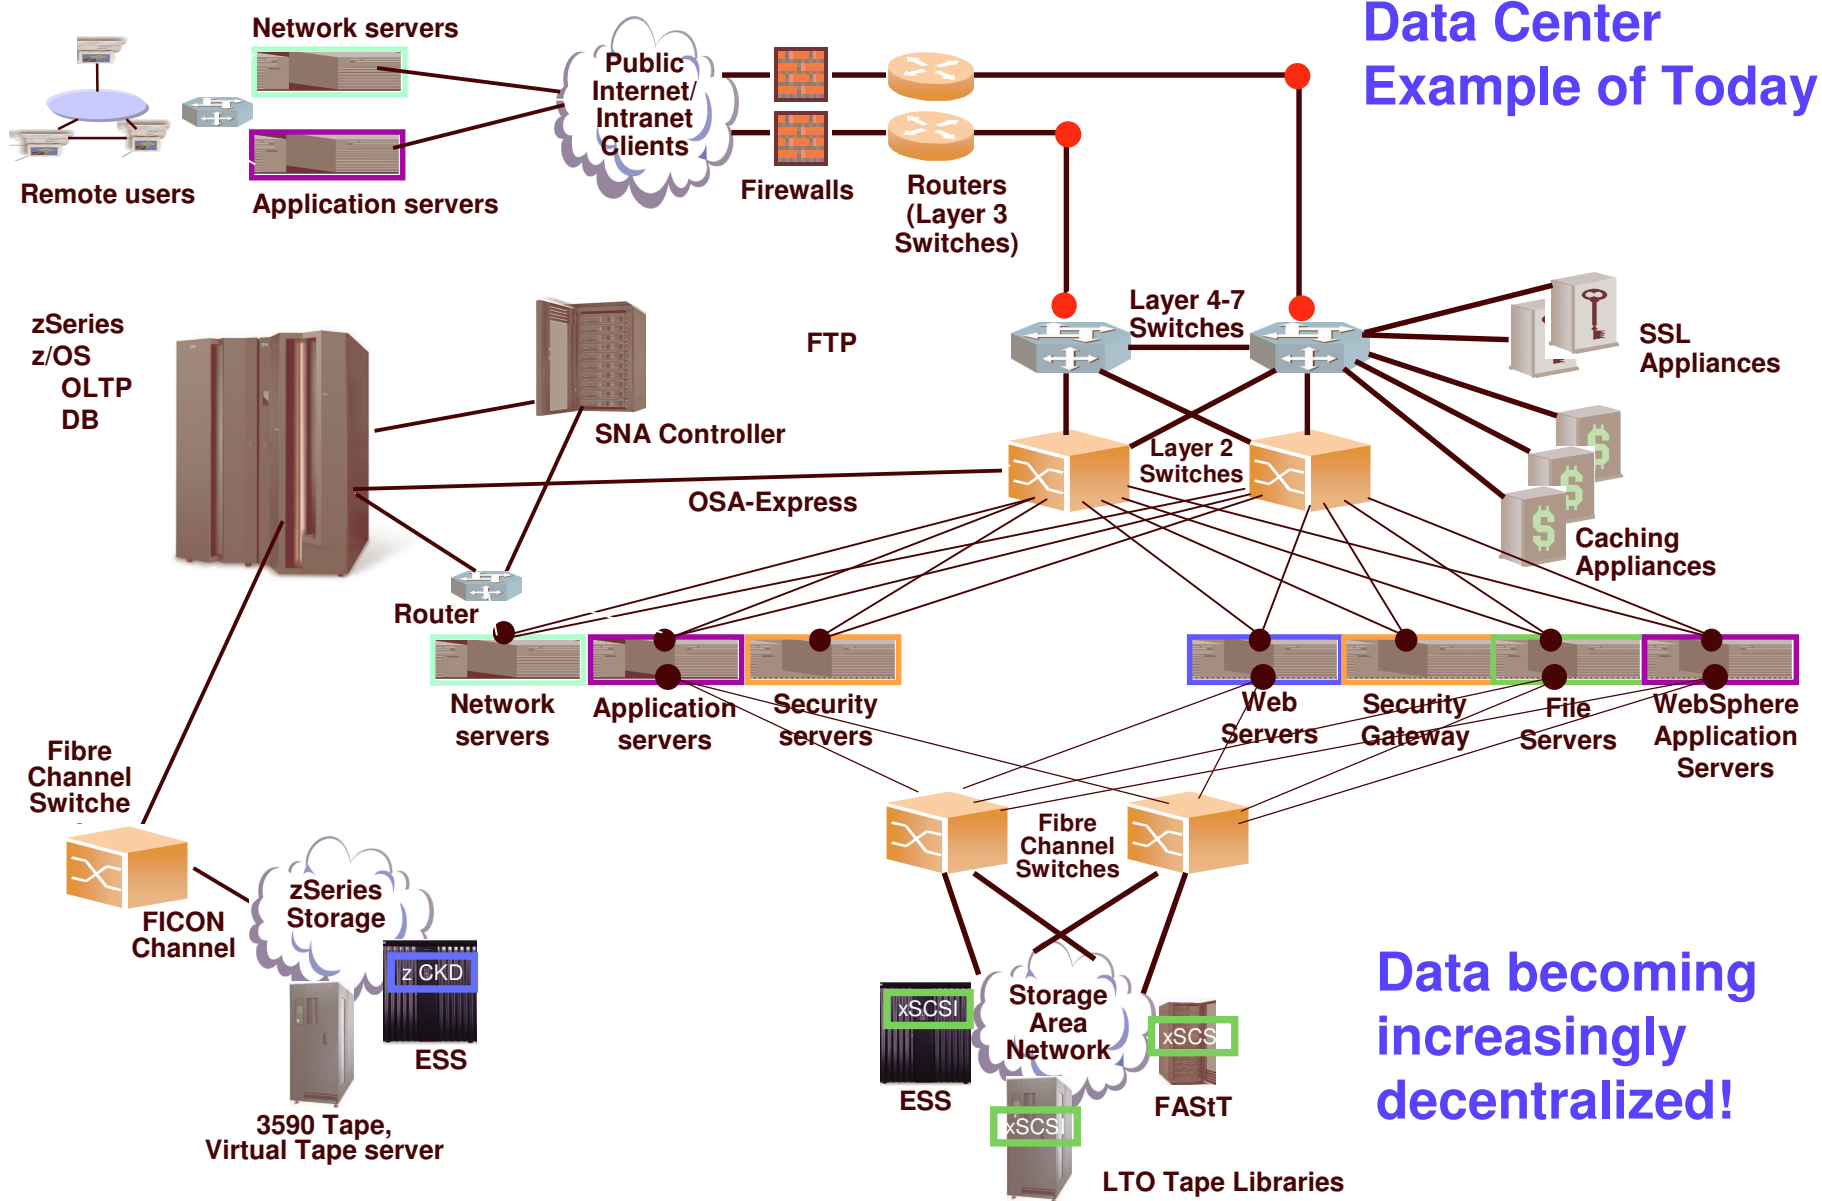 Data Center
Example of Today
Network servers
Public
Internet/
Intranet
Clients
Remote users
Application servers
Firewalls
Routers
(Layer 3
Switches)
zSeries
z/OS
OLTP
DB
FTP
Layer 4-7
Switches
SSL
Appliances
SNA Controller
Layer 2
Switches
OSA-Express
Caching
Appliances
Router
Network
servers
Application
servers
Security
servers
Web
Servers
Security
Gateway
File
Servers
WebSphere
Application
Servers
Fibre
Channel
Switche
Fibre
Channel
Switches
zSeries
Storage
FICON
Channel
z CKD
ESS
3590 Tape,
Virtual Tape server
xSCSI
Storage
Area
Network
xSCS
ESS
FAStT
xSCSI
LTO Tape Libraries
Data becoming
increasingly
decentralized!
$
$
$